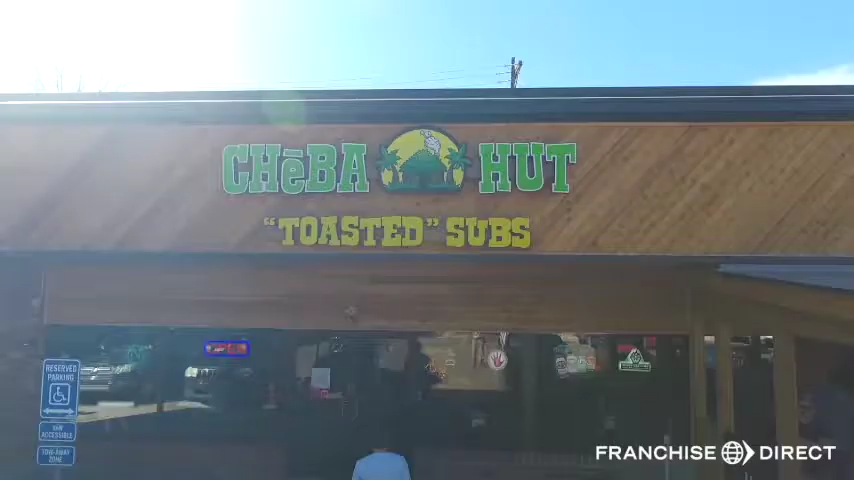 CHēBA HUT
"TOASTED" SUBS
RESERVED
PARKING
VAN
ACCESSIBLE
TOW-AWAY
ZONE
FRANCHISE DIRECT